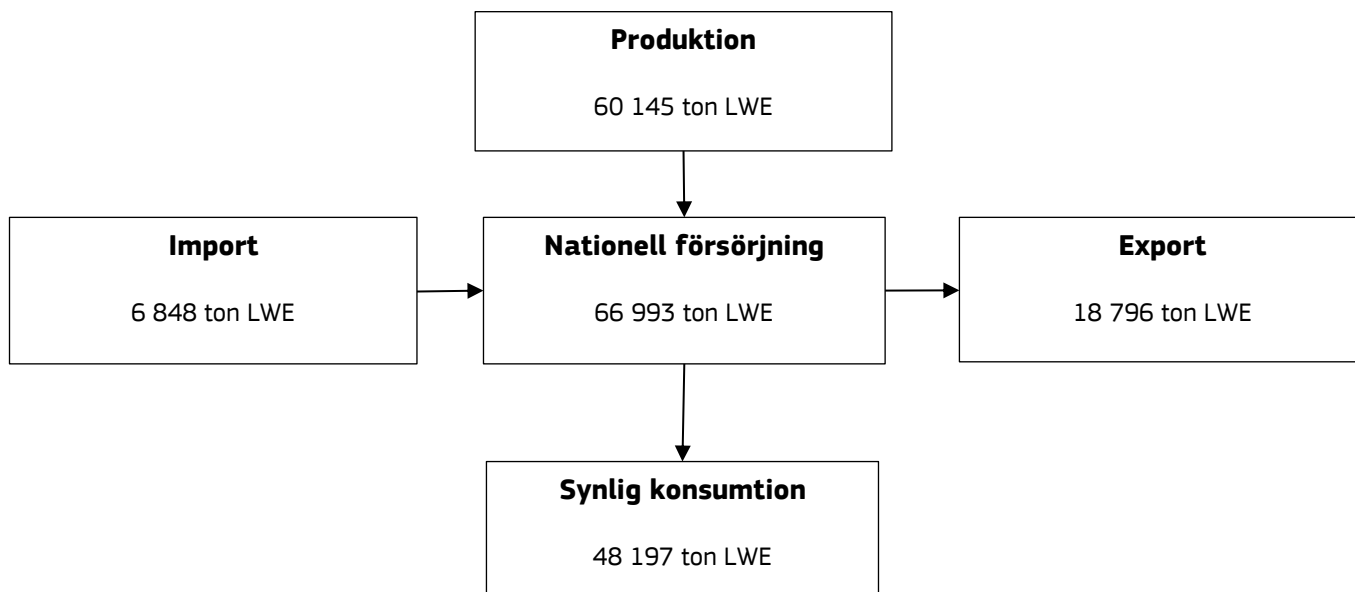 Produktion
60 145 ton LWE
Import
6 848 ton LWE
Nationell försörjning
66 993 ton LWE
Export
18 796 ton LWE
Synlig konsumtion
48 197 ton LWE